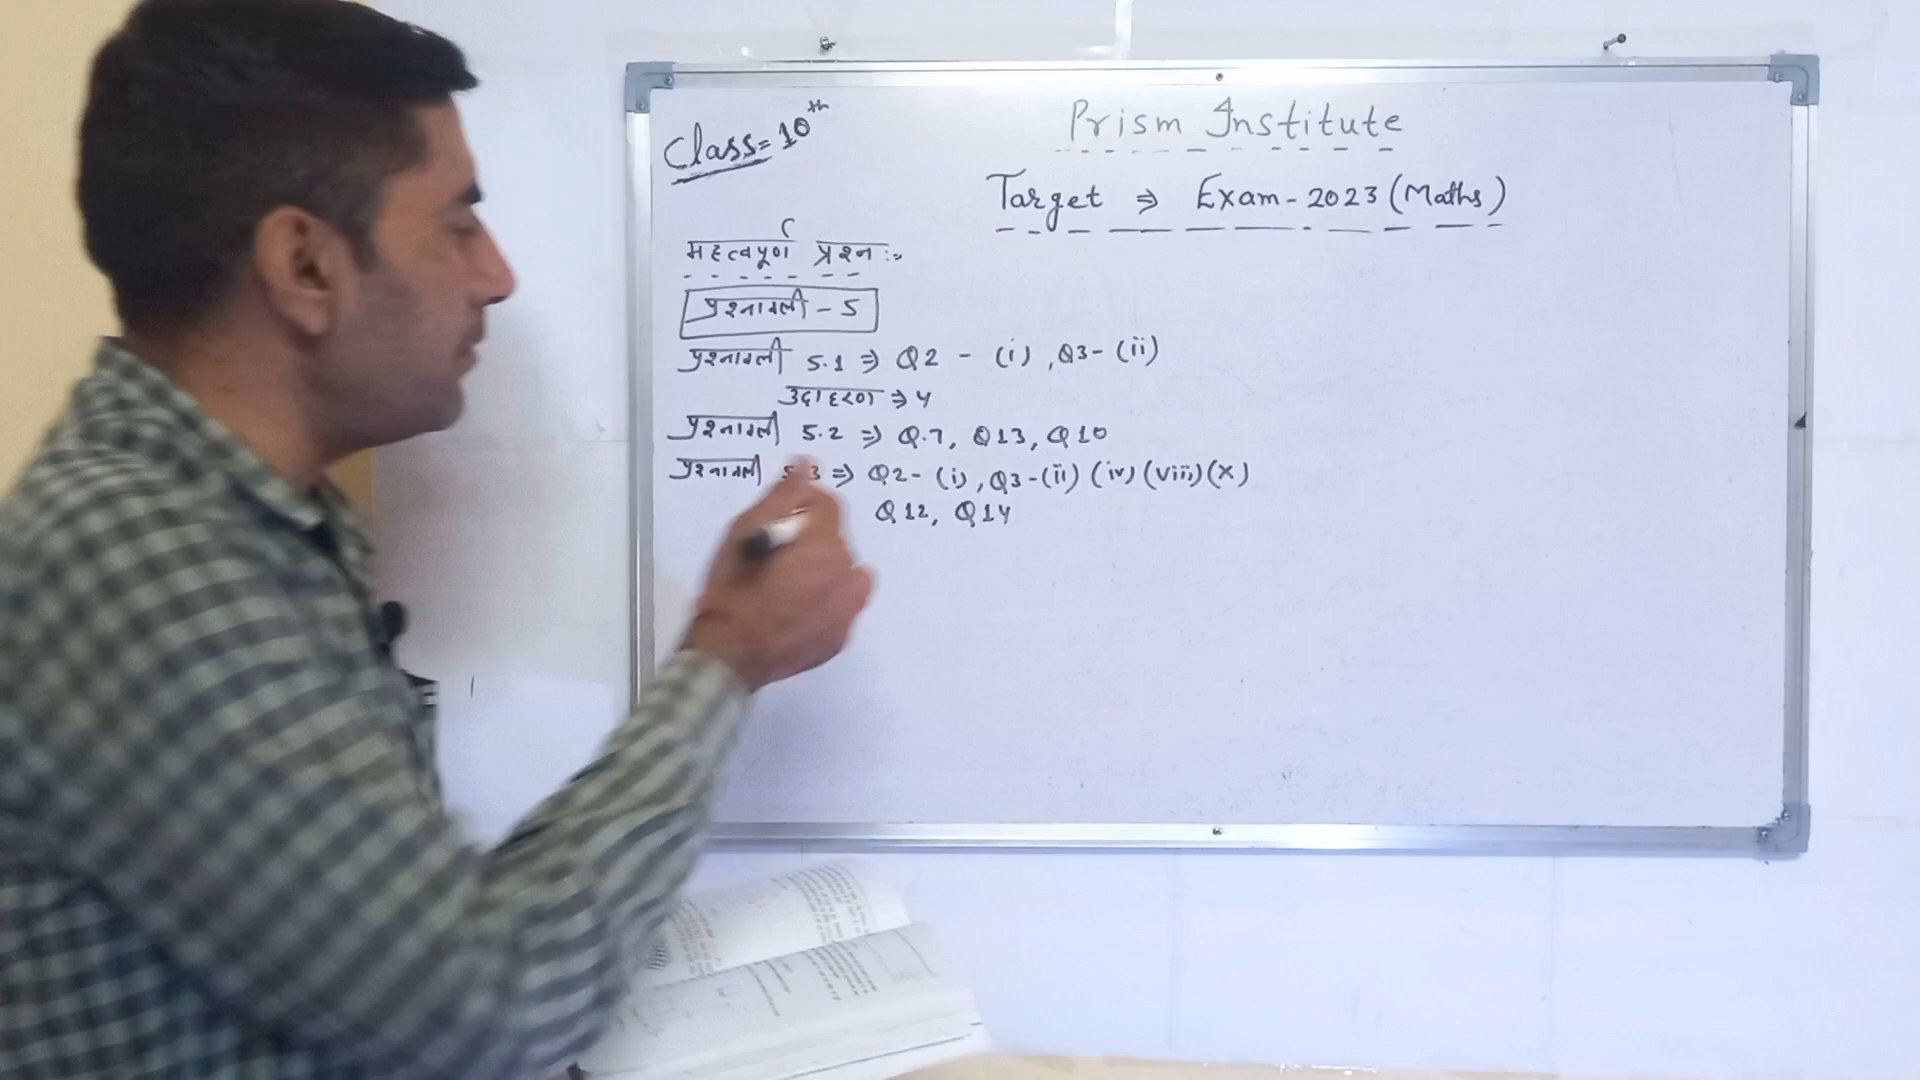 Class = 10th
Prism Institute
Target ⇒ Exam - 2023 (Maths)
महत्वपूर्ण प्रश्न :-
प्रश्नावली - 5
प्रश्नावली 5.1 ⇒ Q2 - (i), Q3 - (ii)
उदाहरण ⇒ 4
प्रश्नावली 5.2 ⇒ Q.7, Q13, Q10
प्रश्नावली 5.3 ⇒ Q2 - (i), Q3 - (ii) (iv) (viii) (x)
Q12, Q14